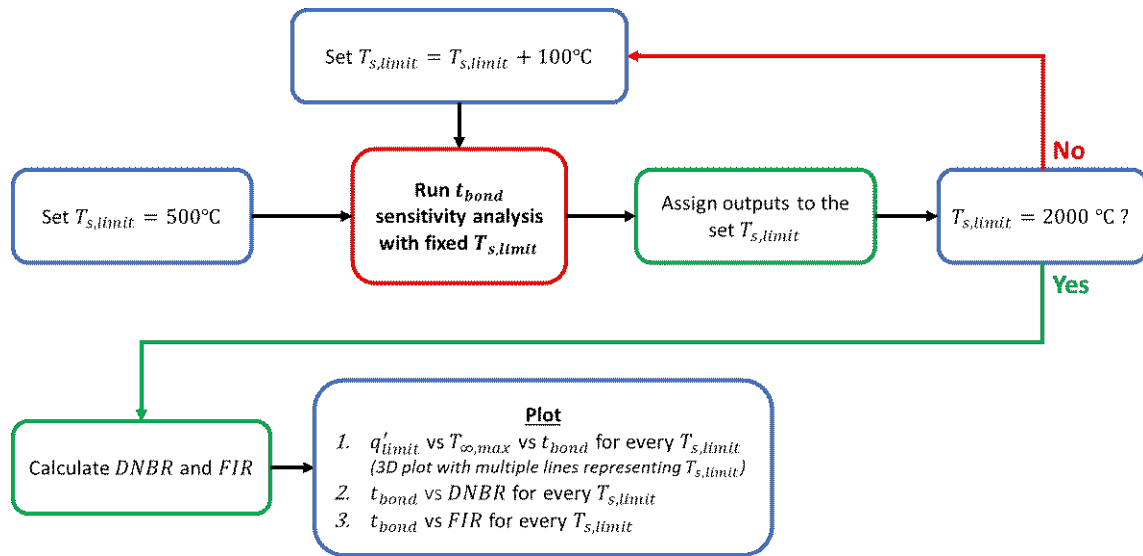 Set T_{s,limit} = T_{s,limit} + 100℃
No
Set T_{s,limit} = 500℃
Run t_{bond}
sensitivity analysis
with fixed T_{s,limit}
Assign outputs to the
set T_{s,limit}
T_{s,limit} = 2000 ℃ ?
Yes
Calculate DNBR and FIR
Plot
1. q'_{limit} vs T_{∞,max} vs t_{bond} for every T_{s,limit}
(3D plot with multiple lines representing T_{s,limit})
2. t_{bond} vs DNBR for every T_{s,limit}
3. t_{bond} vs FIR for every T_{s,limit}